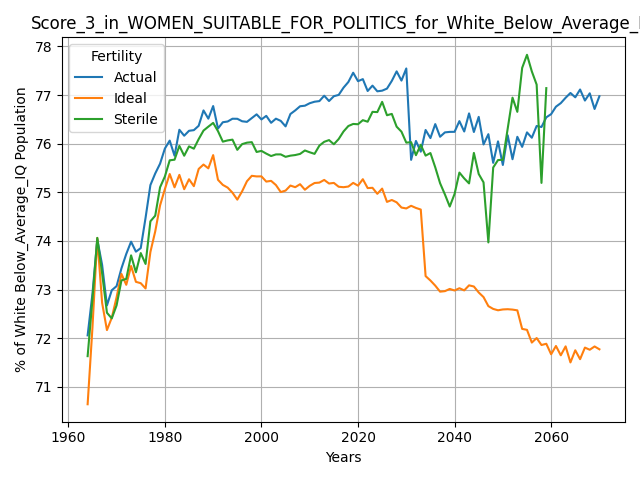 Score_3_in_WOMEN_SUITABLE_FOR_POLITICS_for_White_Below_Average_
Fertility
Actual
Ideal
Sterile
% of White Below_Average_IQ Population
78
77
76
75
74
73
72
71
1960
1980
2000
2020
2040
2060
Years